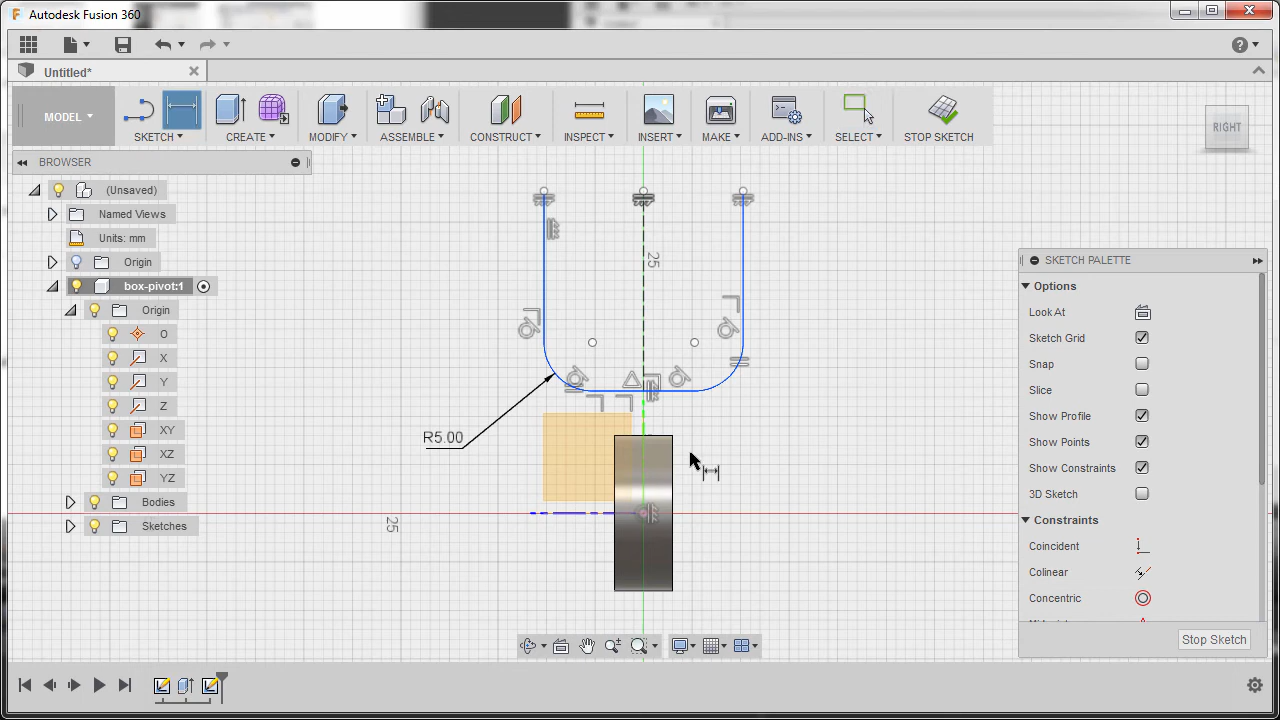 Autodesk Fusion 360
Untitled*
MODEL
SKETCH
CREATE
MODIFY
ASSEMBLE
CONSTRUCT
INSPECT
INSERT
MAKE
ADD-INS
SELECT
STOP SKETCH
RIGHT
BROWSER
(Unsaved)
Named Views
Units: mm
Origin
box-pivot:1
Origin
O
X
Y
Z
XY
XZ
YZ
Bodies
Sketches
25
R5.00
25
SKETCH PALETTE
Options
Look At
Sketch Grid
Snap
Slice
Show Profile
Show Points
Show Constraints
3D Sketch
Constraints
Coincident
Colinear
Concentric
Stop Sketch